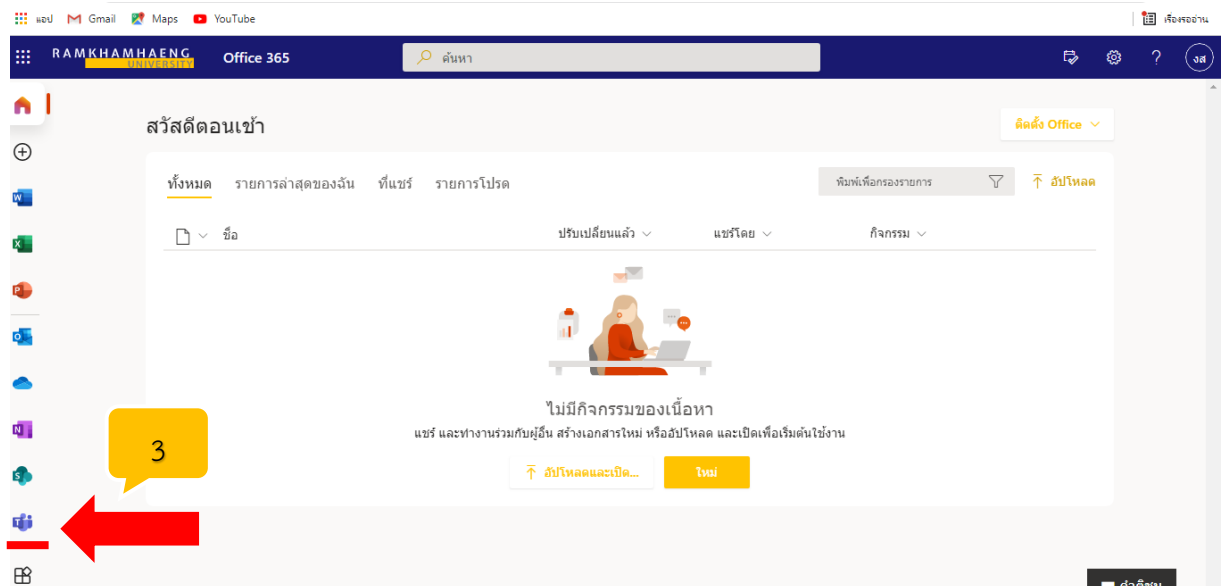 แอป Gmail Maps YouTube เรื่องรออ่าน
RAMKHAMHAENG UNIVERSITY Office 365 ค้นหา ? งส
สวัสดีตอนเช้า ติดตั้ง Office
ทั้งหมด รายการล่าสุดของฉัน ที่แชร์ รายการโปรด พิมพ์เพื่อกรองรายการ อัปโหลด
ชื่อ ปรับเปลี่ยนแล้ว แชร์โดย กิจกรรม
ไม่มีกิจกรรมของเนื้อหา
แชร์ และทำงานร่วมกับผู้อื่น สร้างเอกสารใหม่ หรืออัปโหลด และเปิดเพื่อเริ่มต้นใช้งาน
3
อัปโหลดและเปิด... ใหม่